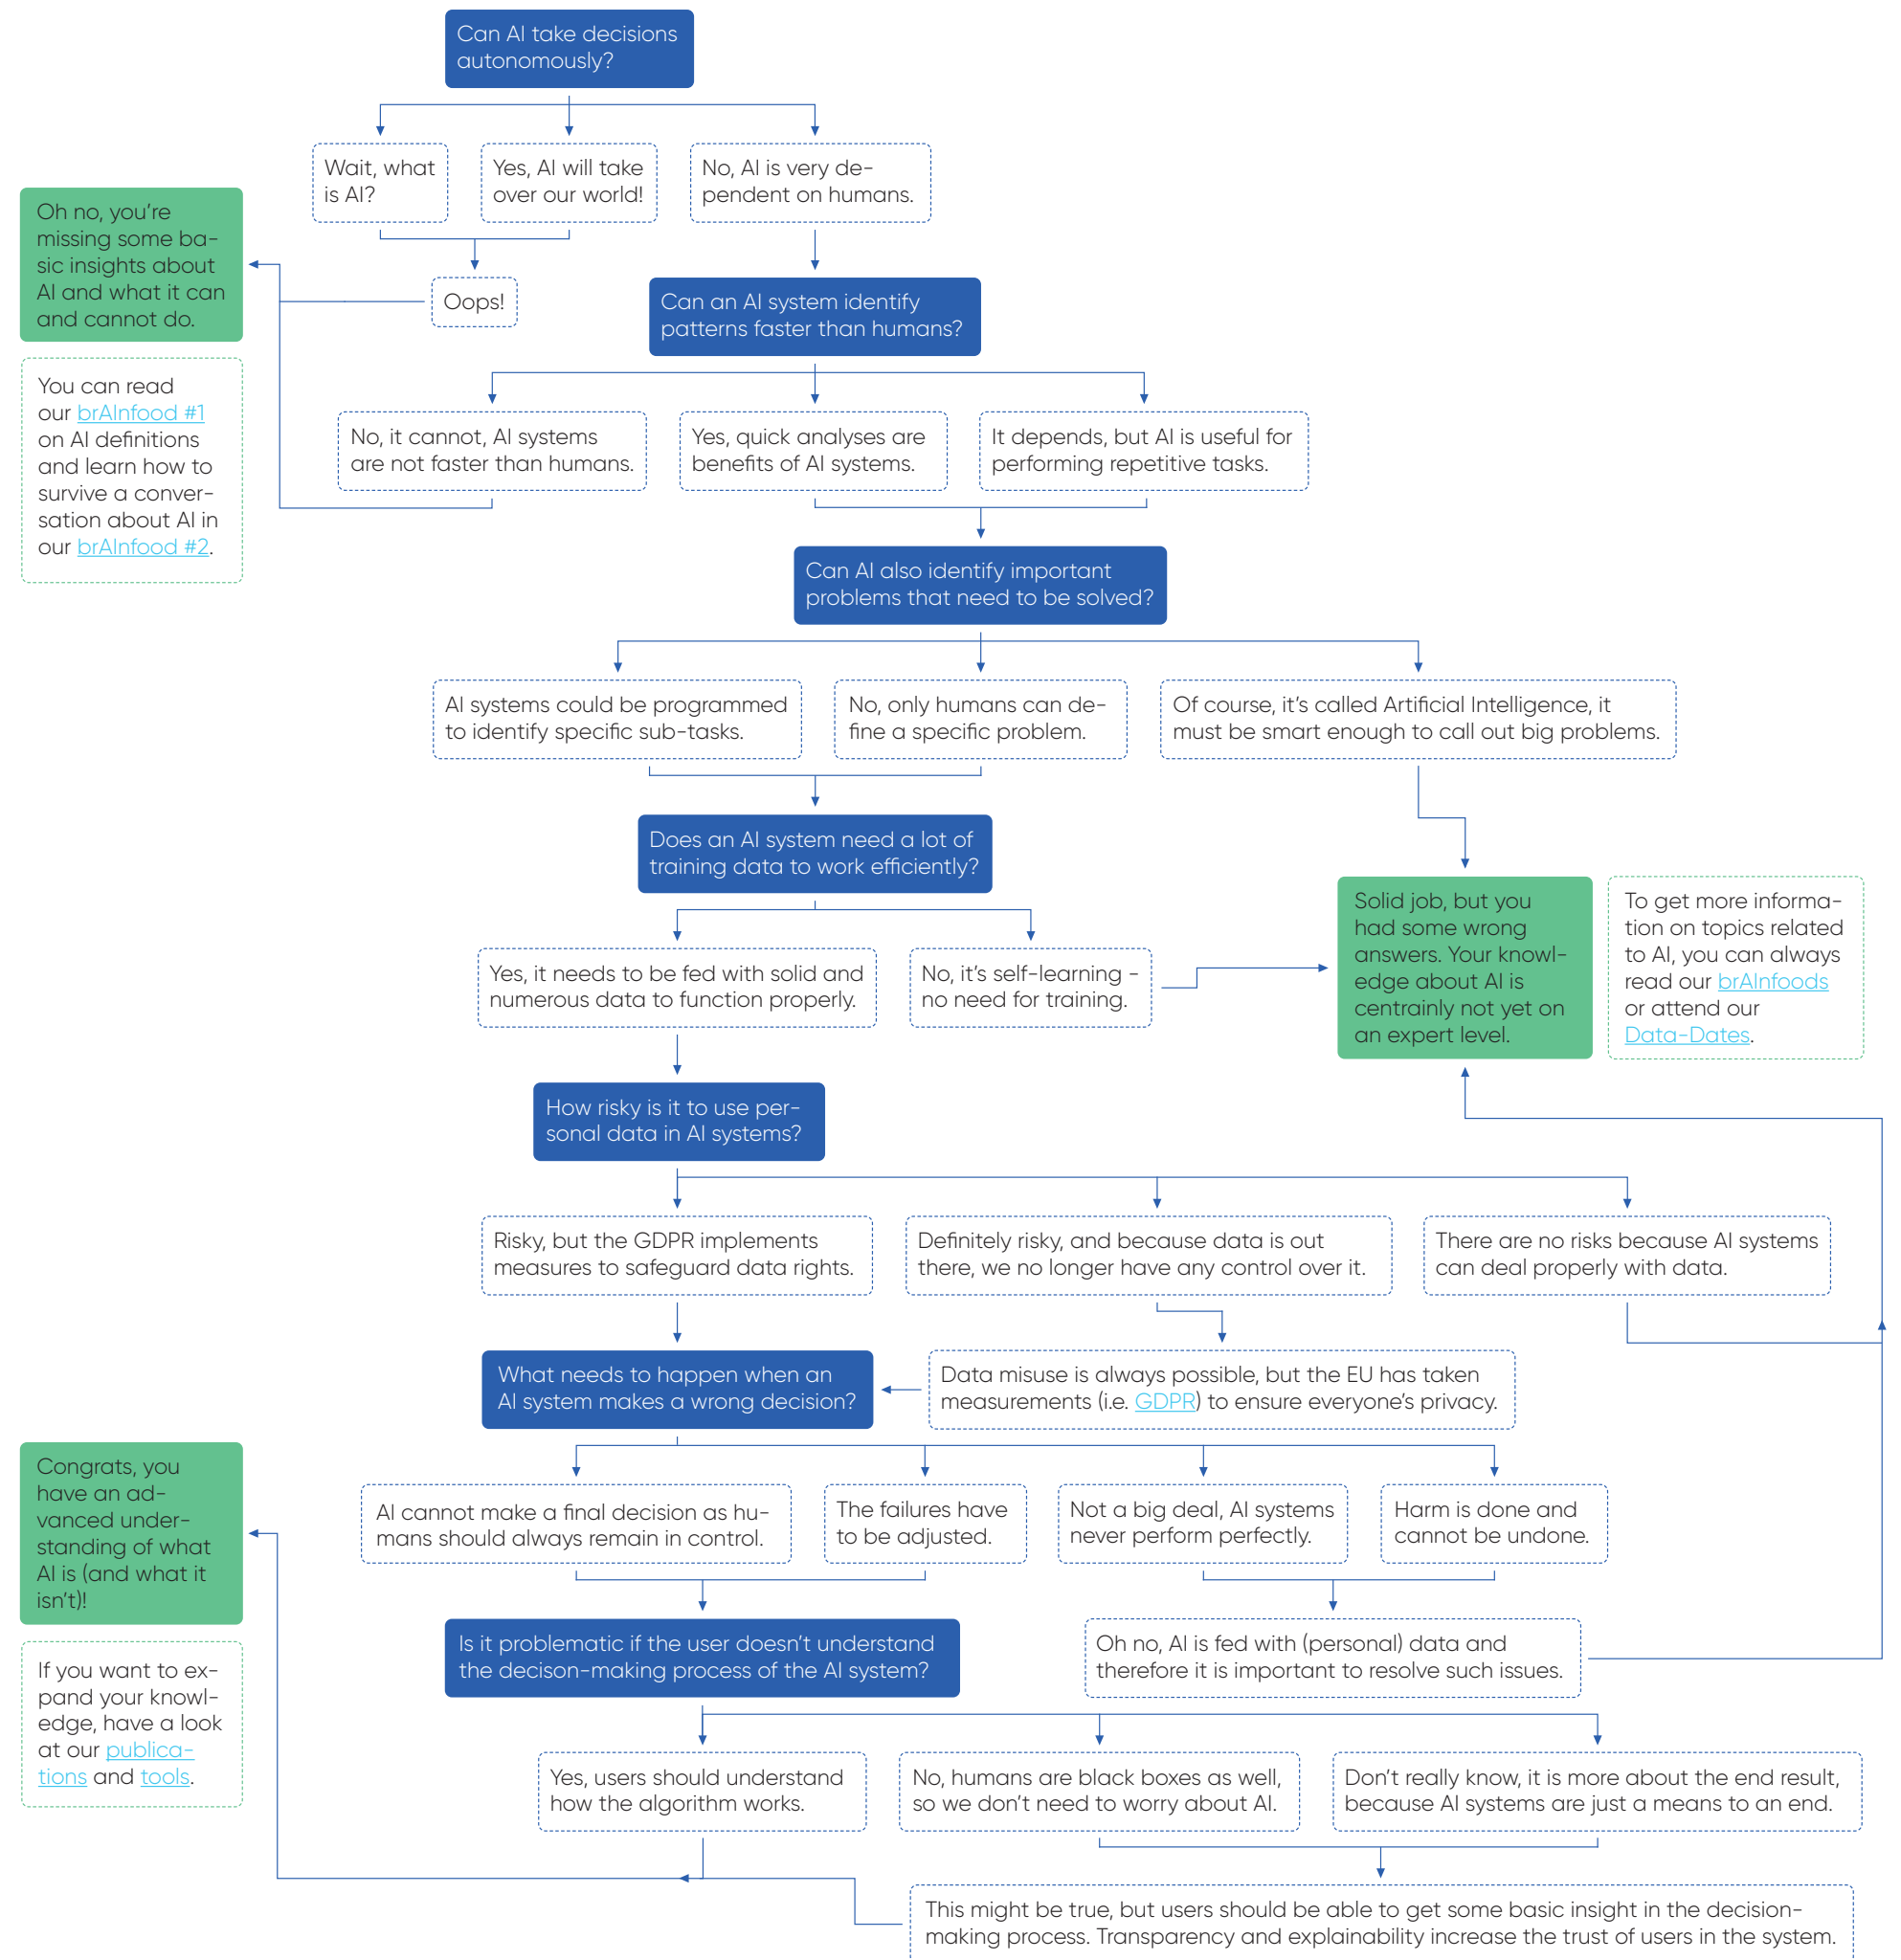 Can AI take decisions
autonomously?
Wait, what
is AI?
Yes, AI will take
over our world!
No, AI is very de-
pendent on humans.
Oh no, you're
missing some ba-
sic insights about
AI and what it can
and cannot do.
Oops!
Can an AI system identify
patterns faster than humans?
You can read
our brAInfood #1
on AI definitions
and learn how to
survive a conver-
sation about AI in
our brAInfood #2.
No, it cannot, AI systems
are not faster than humans.
Yes, quick analyses are
benefits of AI systems.
It depends, but AI is useful for
performing repetitive tasks.
Can AI also identify important
problems that need to be solved?
AI systems could be programmed
to identify specific sub-tasks.
No, only humans can de-
fine a specific problem.
Of course, it's called Artificial Intelligence, it
must be smart enough to call out big problems.
Does an AI system need a lot of
training data to work efficiently?
Yes, it needs to be fed with solid and
numerous data to function properly.
No, it's self-learning -
no need for training.
Solid job, but you
had some wrong
answers. Your knowl-
edge about AI is
centrainly not yet on
an expert level.
To get more informa-
tion on topics related
to AI, you can always
read our brAInfoods
or attend our
Data-Dates.
How risky is it to use per-
sonal data in AI systems?
Risky, but the GDPR implements
measures to safeguard data rights.
Definitely risky, and because data is out
there, we no longer have any control over it.
There are no risks because AI systems
can deal properly with data.
What needs to happen when an
AI system makes a wrong decision?
Data misuse is always possible, but the EU has taken
measurements (i.e. GDPR) to ensure everyone's privacy.
Congrats, you
have an ad-
vanced under-
standing of what
AI is (and what it
isn't)!
AI cannot make a final decision as hu-
mans should always remain in control.
The failures have
to be adjusted.
Not a big deal, AI systems
never perform perfectly.
Harm is done and
cannot be undone.
Is it problematic if the user doesn't understand
the decison-making process of the AI system?
Oh no, AI is fed with (personal) data and
therefore it is important to resolve such issues.
If you want to ex-
pand your knowl-
edge, have a look
at our publica-
tions and tools.
Yes, users should understand
how the algorithm works.
No, humans are black boxes as well,
so we don't need to worry about AI.
Don't really know, it is more about the end result,
because AI systems are just a means to an end.
This might be true, but users should be able to get some basic insight in the decision-
making process. Transparency and explainability increase the trust of users in the system.